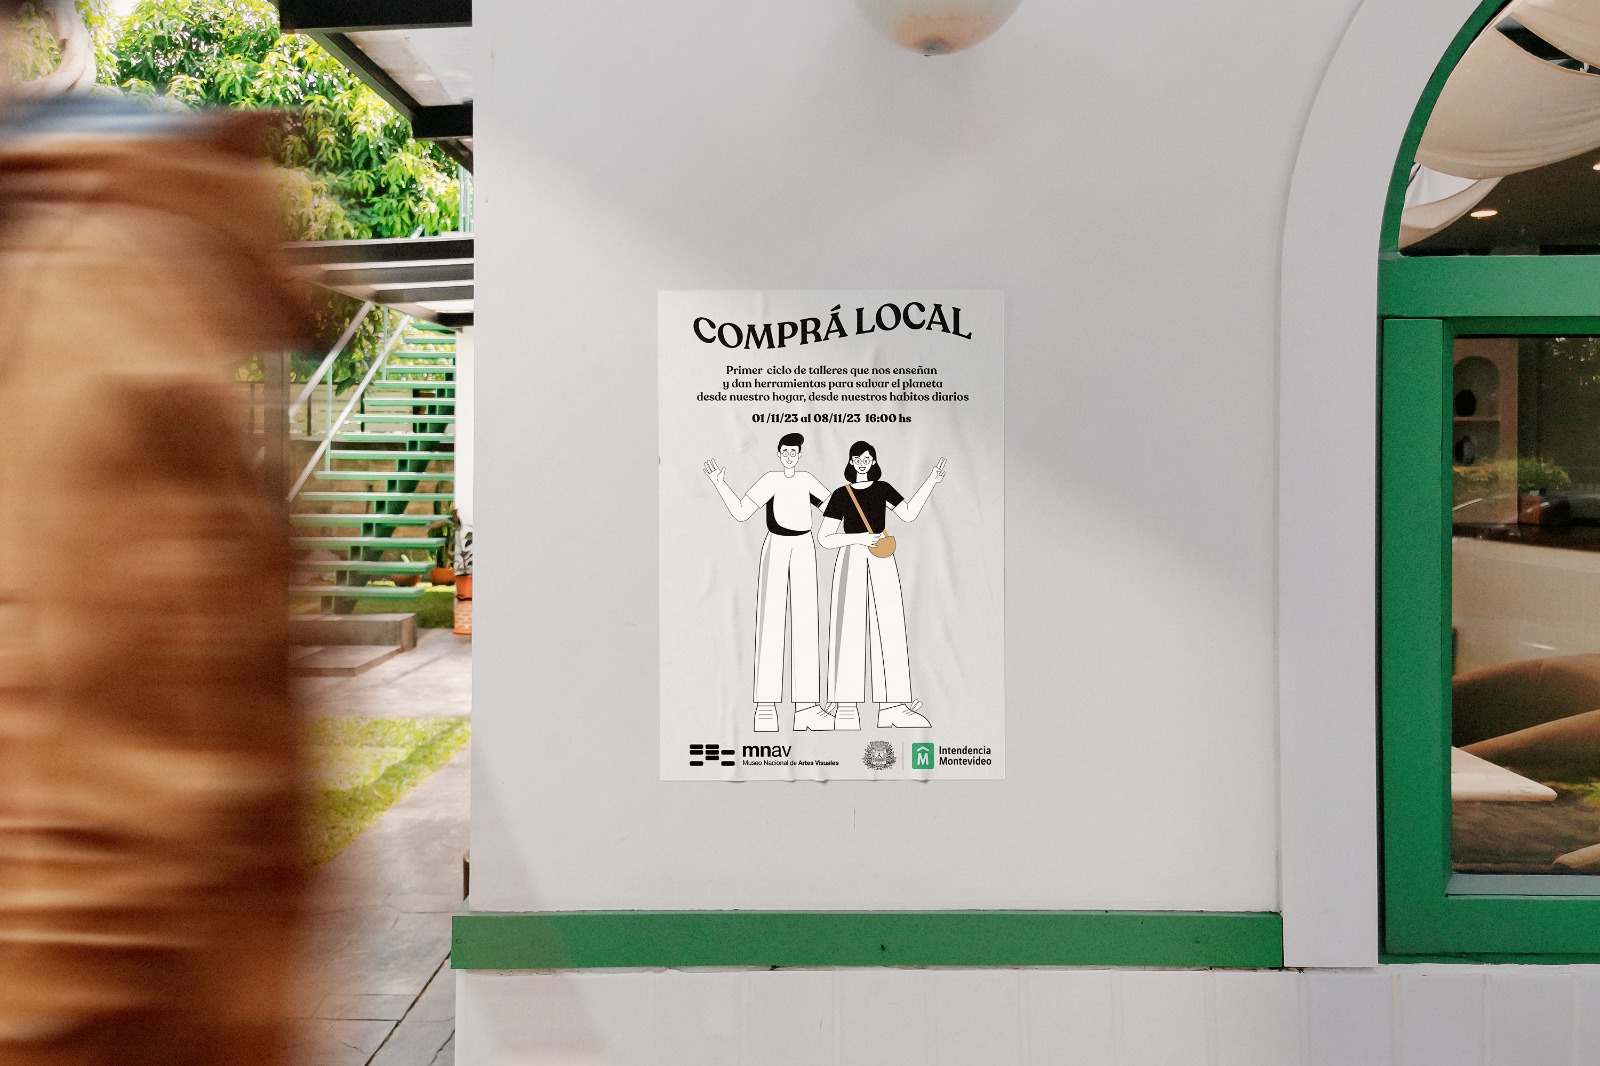 COMPRÁ LOCAL
Primer ciclo de talleres que nos enseñan
y dan herramientas para salvar el planeta
desde nuestro hogar, desde nuestros habitos diarios
01/11/23 al 08/11/23 16:00 hs
mnav
Museo Nacional de Artes Visuales
M
Intendencia
Montevideo